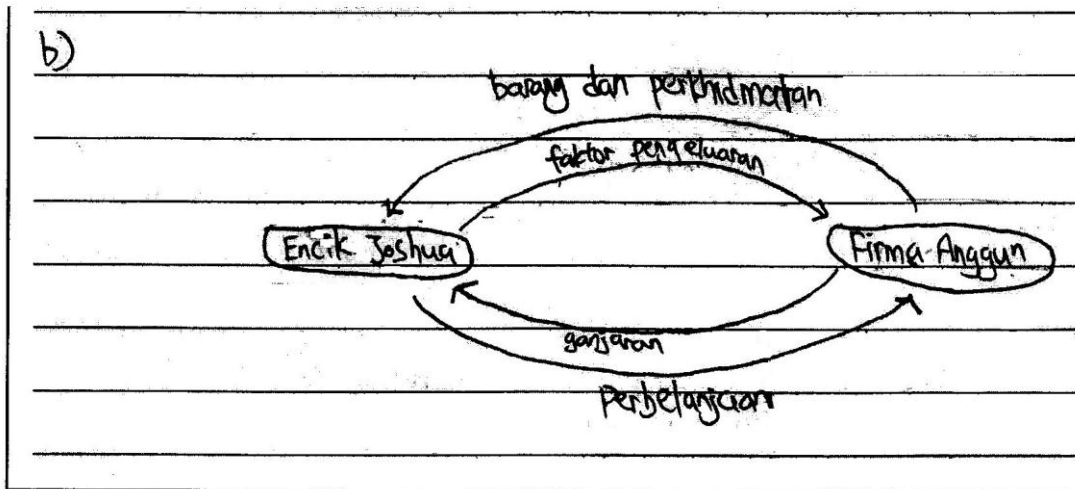 b)
barang dan perkhidmatan
faktor pengeluaran
Encik Joshua
Firma Anggun
ganjaran
perbelanjaan